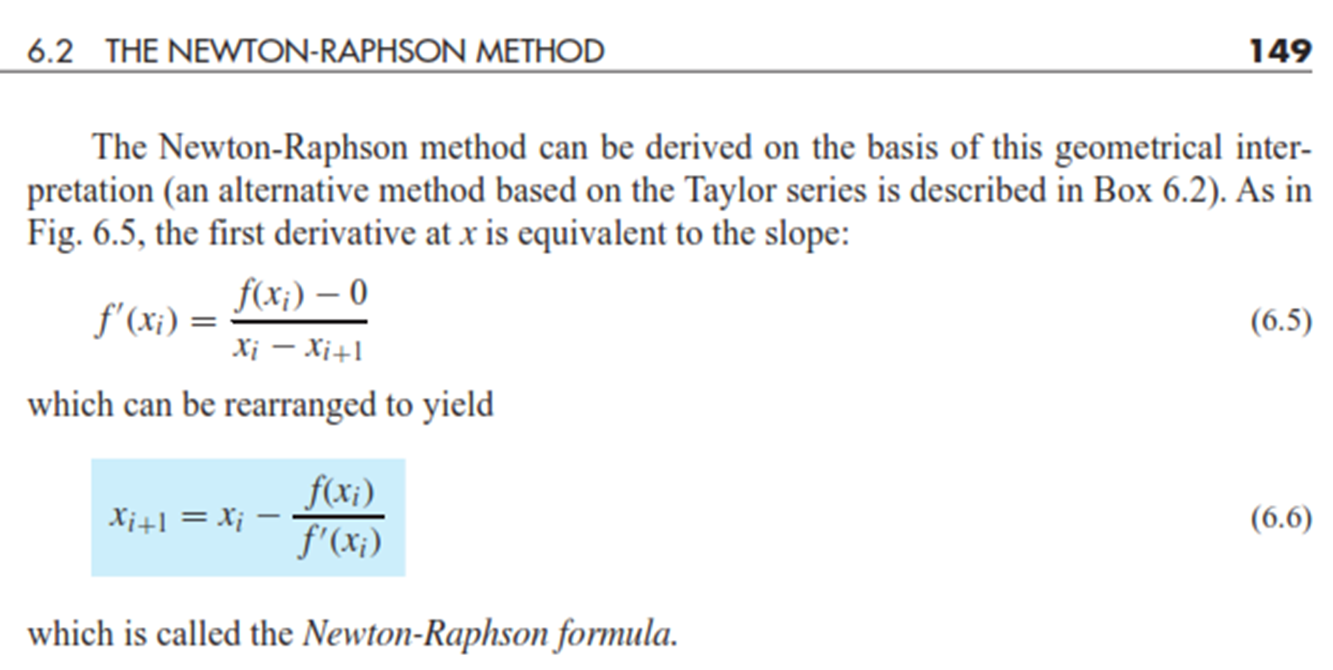 6.2 THE NEWTON-RAPHSON METHOD 149
The Newton-Raphson method can be derived on the basis of this geometrical inter-
pretation (an alternative method based on the Taylor series is described in Box 6.2). As in
Fig. 6.5, the first derivative at x is equivalent to the slope:
f′(xᵢ) = (f(xᵢ) − 0) / (xᵢ − xᵢ₊₁) (6.5)
which can be rearranged to yield
xᵢ₊₁ = xᵢ − f(xᵢ) / f′(xᵢ) (6.6)
which is called the Newton-Raphson formula.